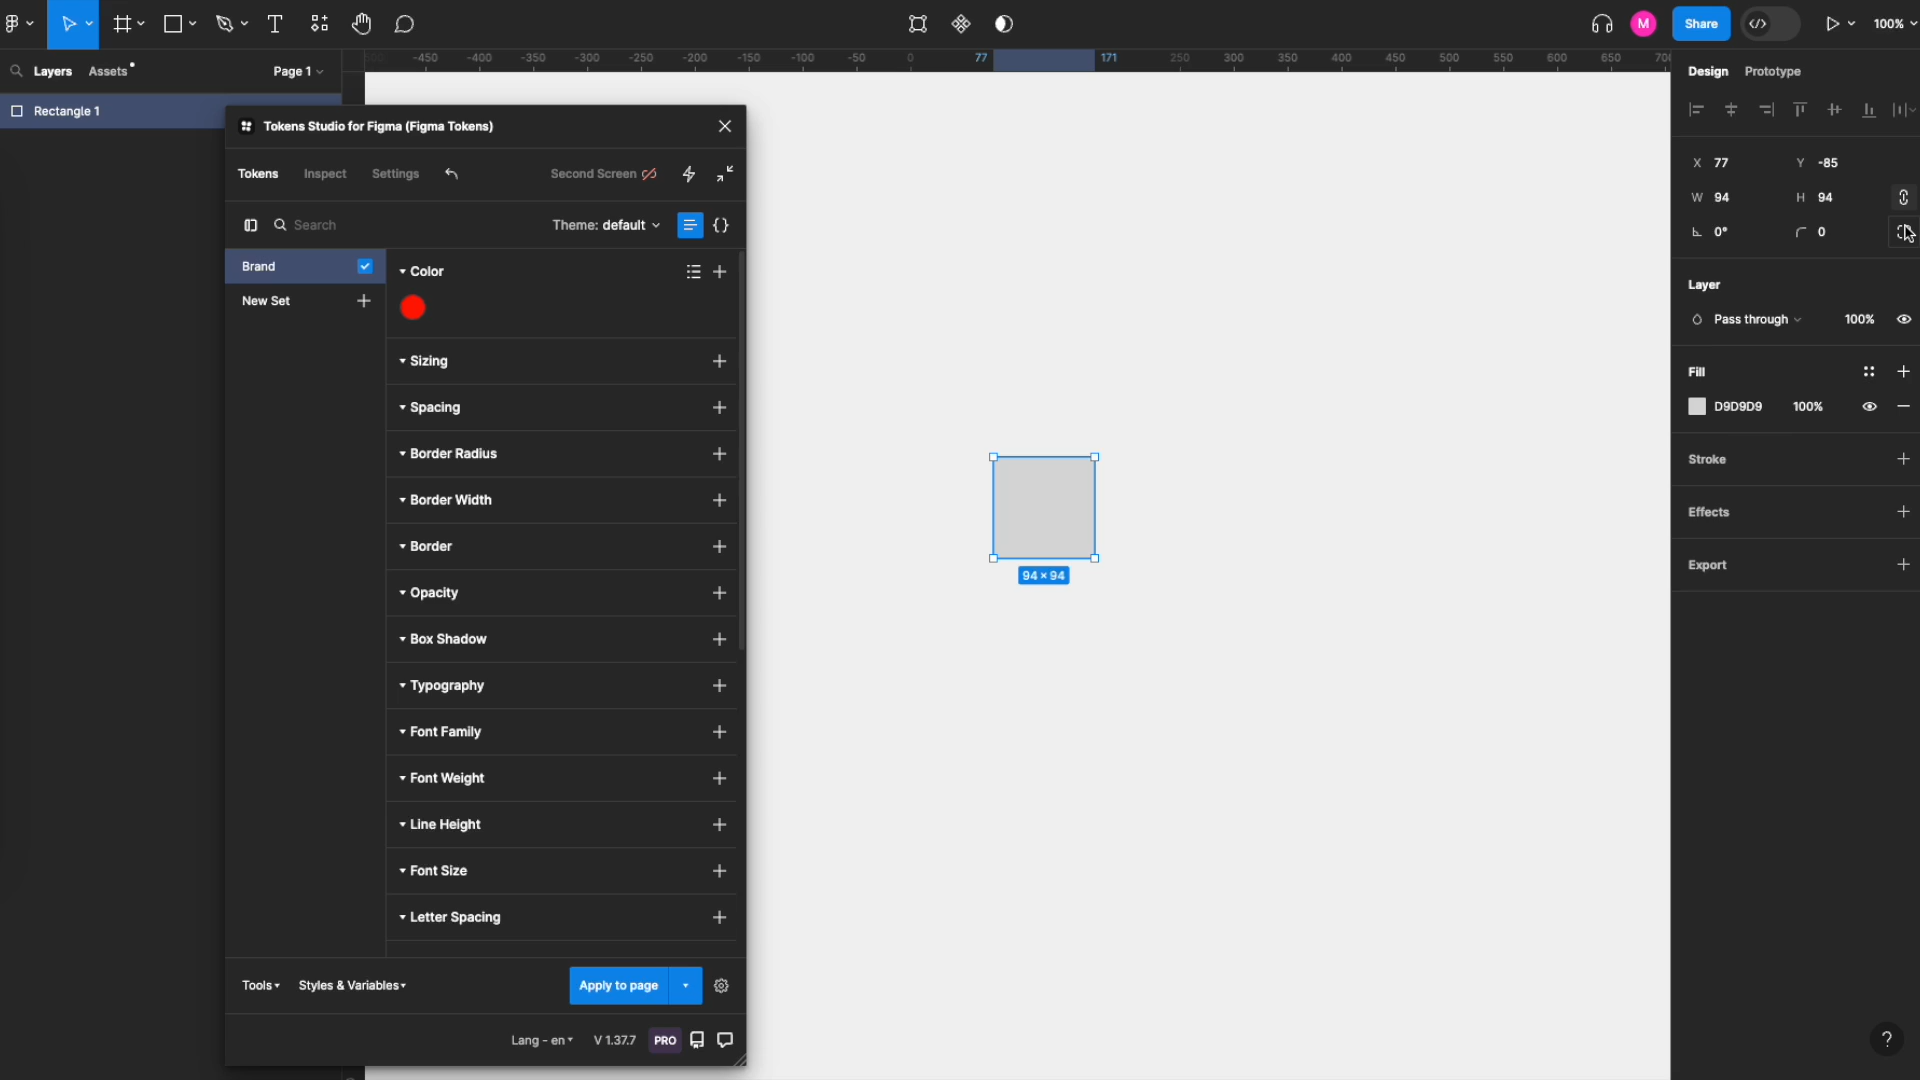 Share
100%
Layers
Assets
Page 1
-450
-400
-350
-300
-250
-200
-150
-100
-50
0
77
171
250
300
350
400
450
500
550
600
650
Design
Prototype
Rectangle 1
Tokens Studio for Figma (Figma Tokens)
Tokens
Inspect
Settings
Second Screen
Search
Theme: default
{}
Brand
New Set
Color
Sizing
Spacing
Border Radius
Border Width
Border
Opacity
Box Shadow
Typography
Font Family
Font Weight
Line Height
Font Size
Letter Spacing
Tools
Styles & Variables
Apply to page
Lang - en
V 1.37.7
PRO
94 × 94
X 77
Y -85
W 94
H 94
0°
0
Layer
Pass through
100%
Fill
D9D9D9
100%
Stroke
Effects
Export
M
?